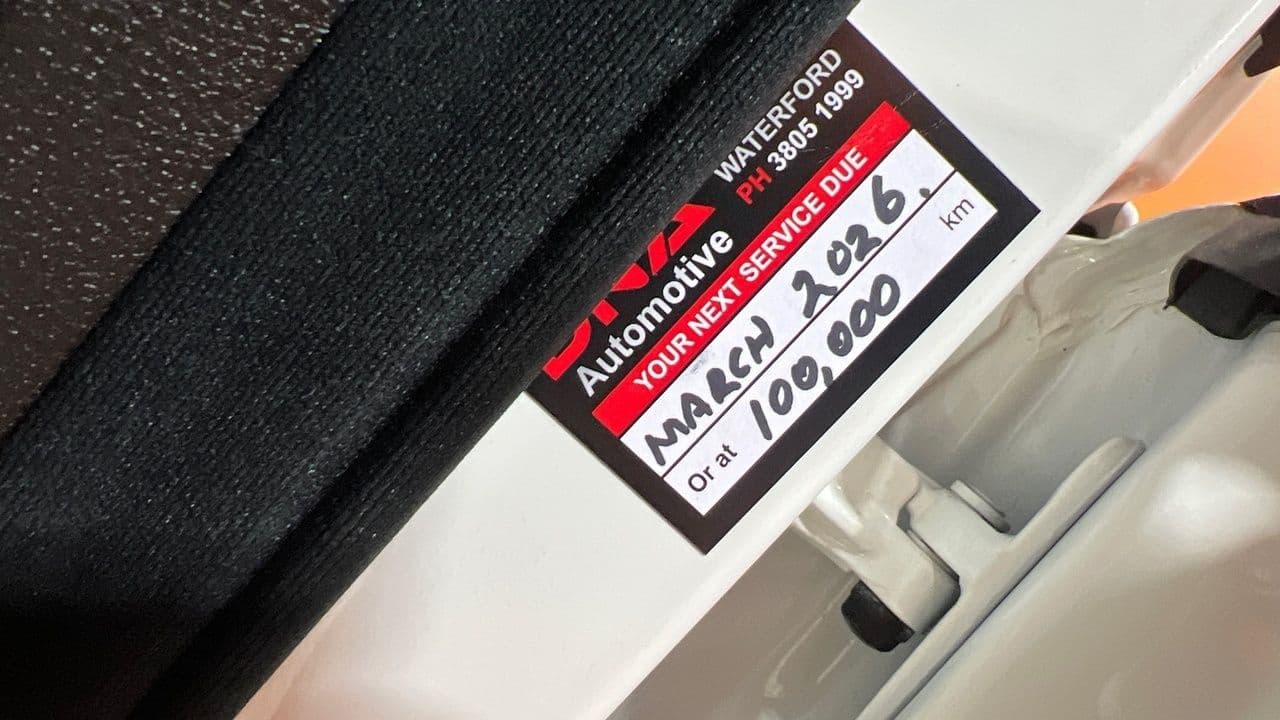 Automotive
WATERFORD
PH 3805 1999
YOUR NEXT SERVICE DUE
MARCH 2026.
Or at 100,000 km